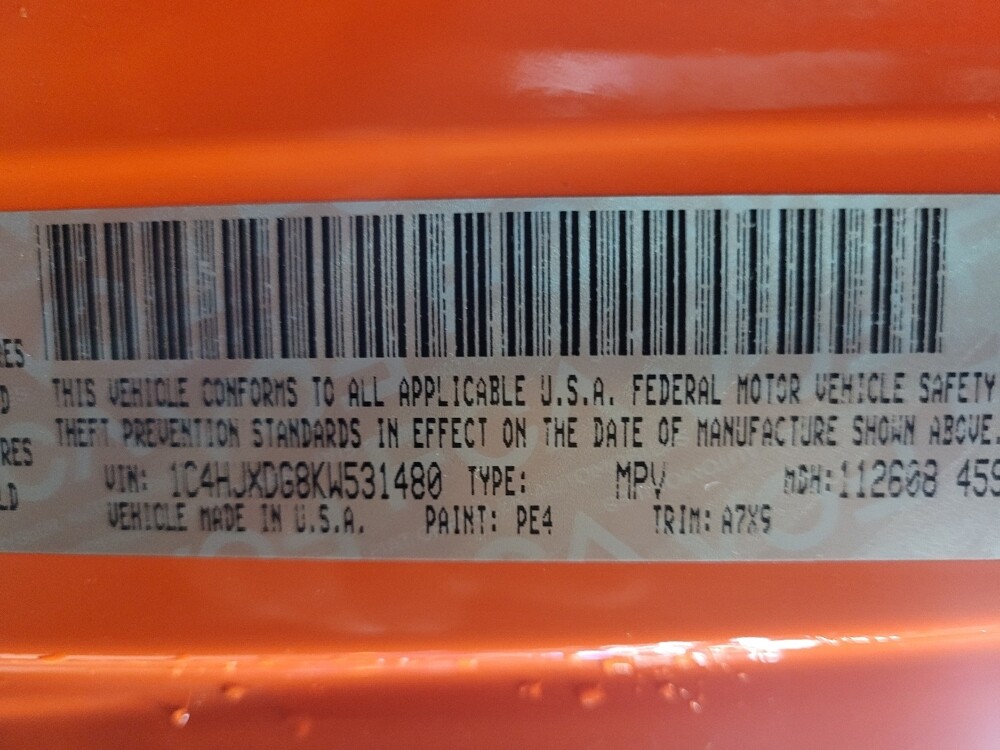 THIS VEHICLE CONFORMS TO ALL APPLICABLE U.S.A. FEDERAL MOTOR VEHICLE SAFETY
THEFT PREVENTION STANDARDS IN EFFECT ON THE DATE OF MANUFACTURE SHOWN ABOVE.
VIN: 1C4HJXDG8KW531480 TYPE: MPV MDH: 112608 459
VEHICLE MADE IN U.S.A. PAINT: PE4 TRIM: A7X9